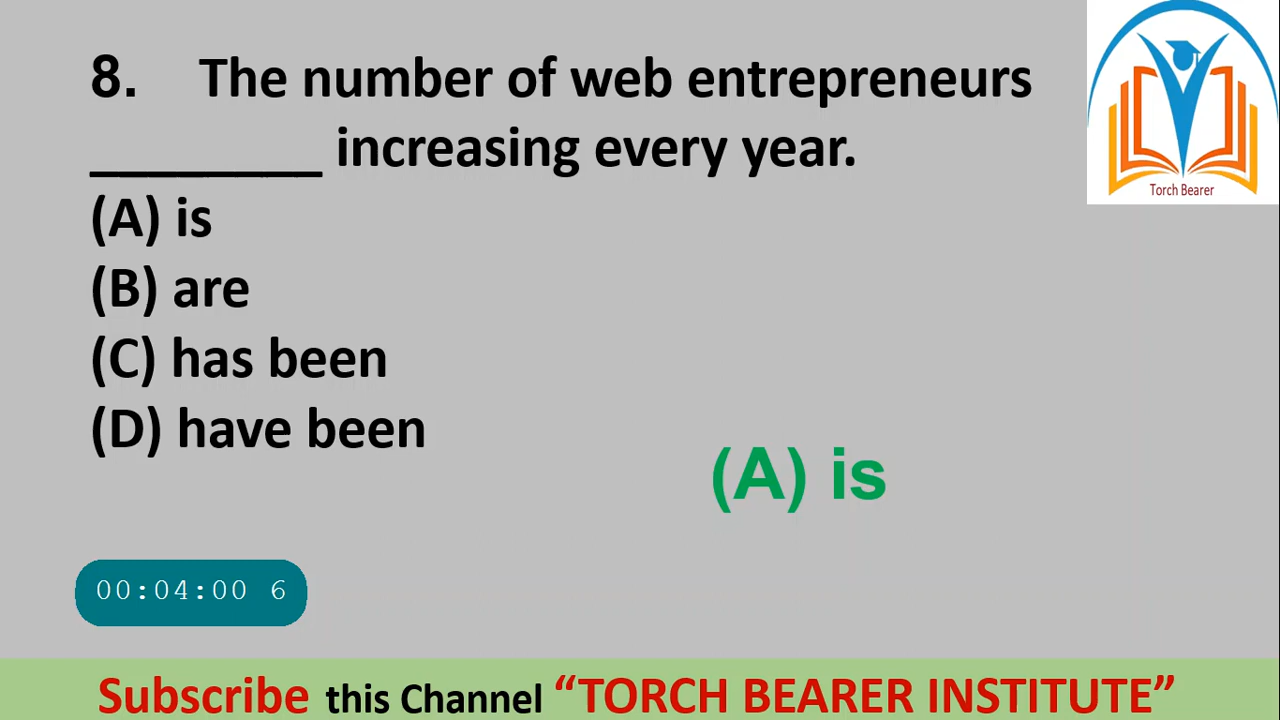 8. The number of web entrepreneurs
________ increasing every year.
(A) is
(B) are
(C) has been
(D) have been
(A) is
00:04:00 6
Subscribe this Channel “TORCH BEARER INSTITUTE”
Torch Bearer